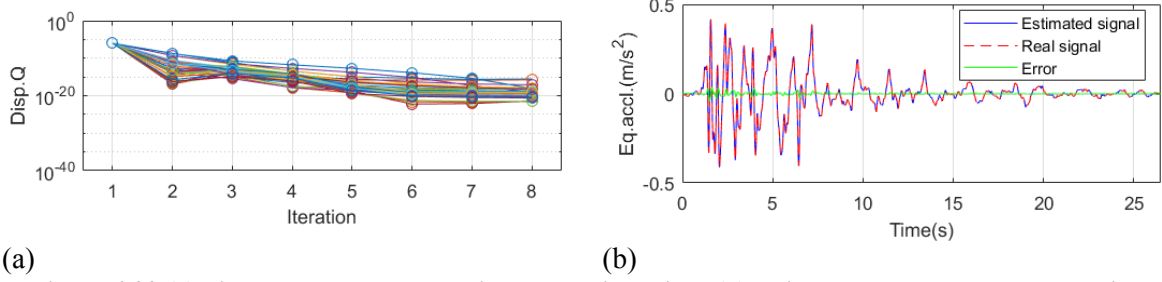 10^0
10^-20
10^-40
Disp.Q
1 2 3 4 5 6 7 8
Iteration
(a)
0.5
0
-0.5
Eq.accl.(m/s^2)
Estimated signal
Real signal
Error
0 5 10 15 20 25
Time(s)
(b)